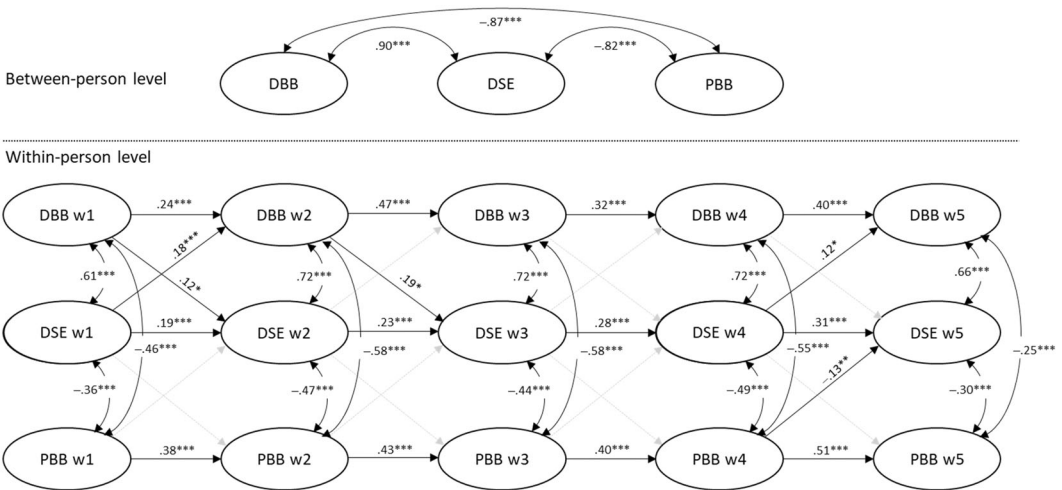 –.87***
.90***
–.82***
Between-person level
DBB
DSE
PBB
Within-person level
DBB w1
.24***
DBB w2
.47***
DBB w3
.32***
DBB w4
.40***
DBB w5
.18***
.12*
.61***
.72***
.19*
.72***
.72***
.12*
.66***
DSE w1
.19***
DSE w2
.23***
DSE w3
.28***
DSE w4
.31***
DSE w5
–.46***
–.58***
–.58***
–.55***
–.25***
–.13**
–.36***
–.47***
–.44***
–.49***
–.30***
PBB w1
.38***
PBB w2
.43***
PBB w3
.40***
PBB w4
.51***
PBB w5